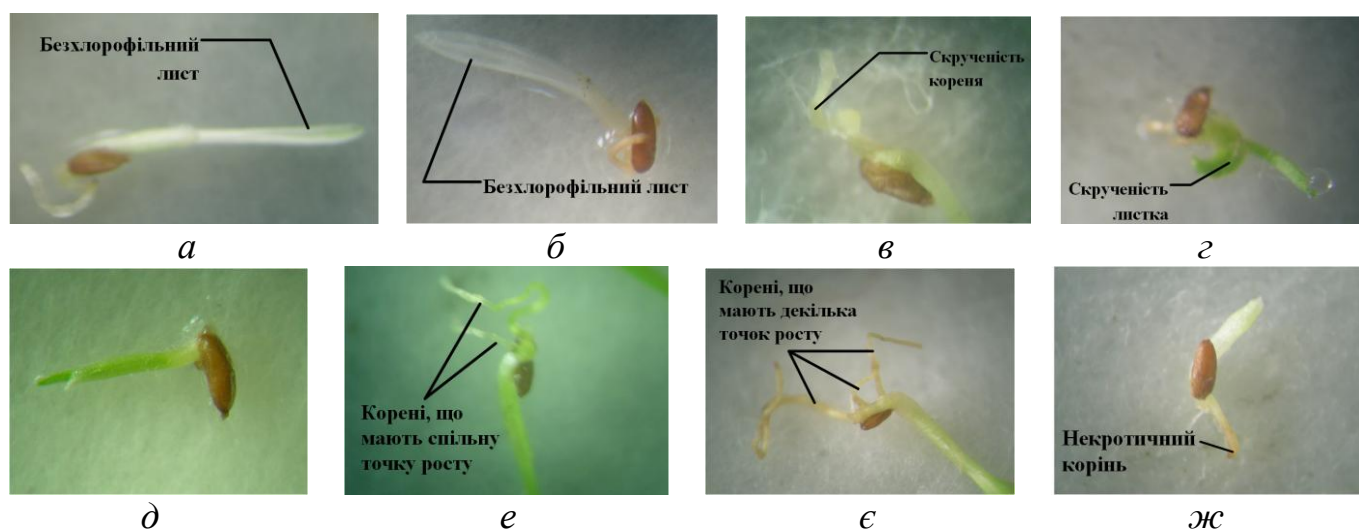 Безхлорофільний
лист
Безхлорофільний лист
Скрученість
кореня
Скрученість
листка
а
б
в
г
Корені, що
мають спільну
точку росту
Корені, що
мають декілька
точок росту
Некротичний
корінь
д
е
є
ж